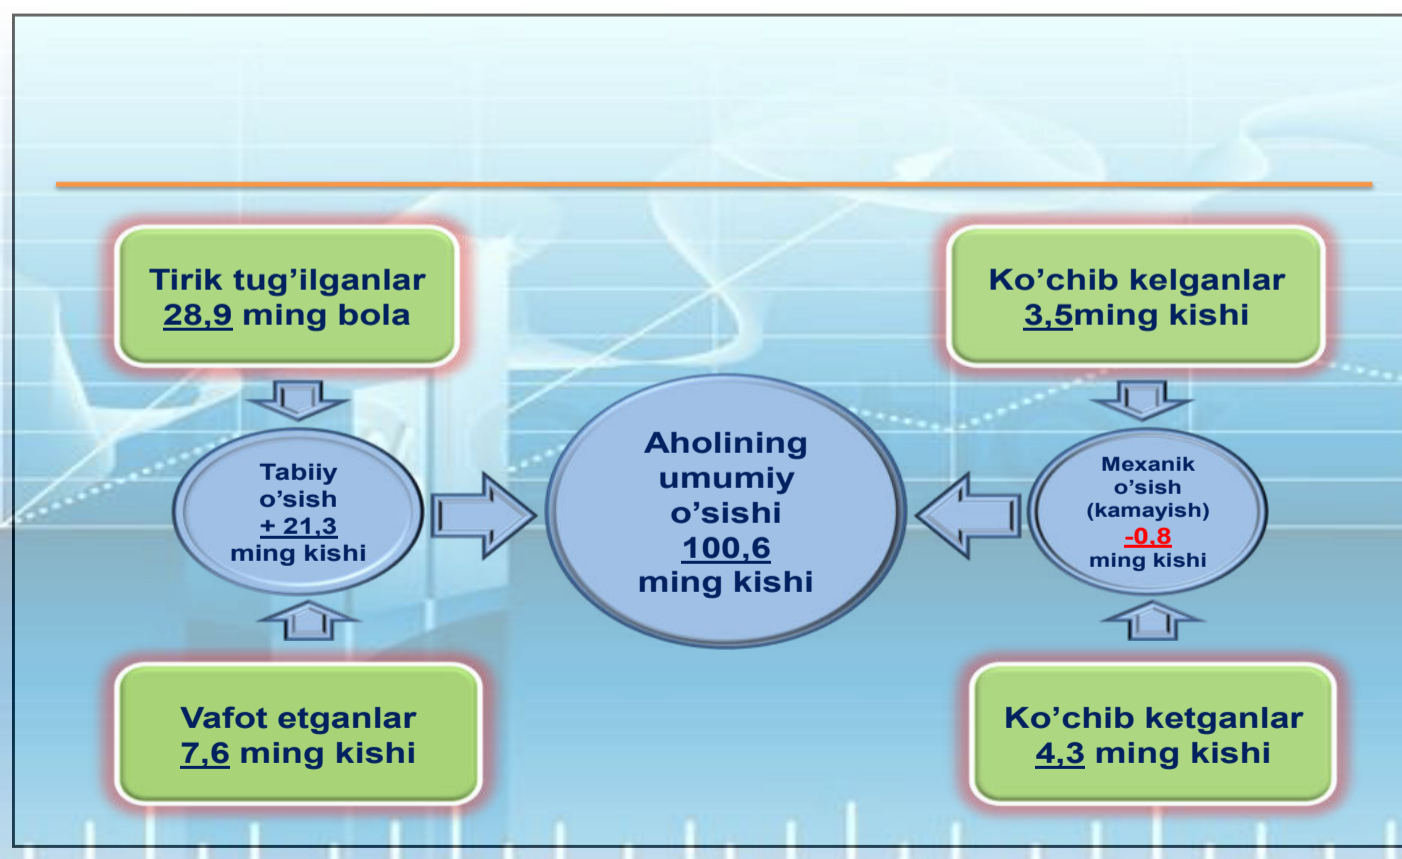 Tirik tug’ilganlar
28,9 ming bola
Ko’chib kelganlar
3,5ming kishi
Tabiiy
o’sish
+ 21,3
ming kishi
Aholining
umumiy
o’sishi
100,6
ming kishi
Mexanik
o’sish
(kamayish)
-0,8
ming kishi
Vafot etganlar
7,6 ming kishi
Ko’chib ketganlar
4,3 ming kishi